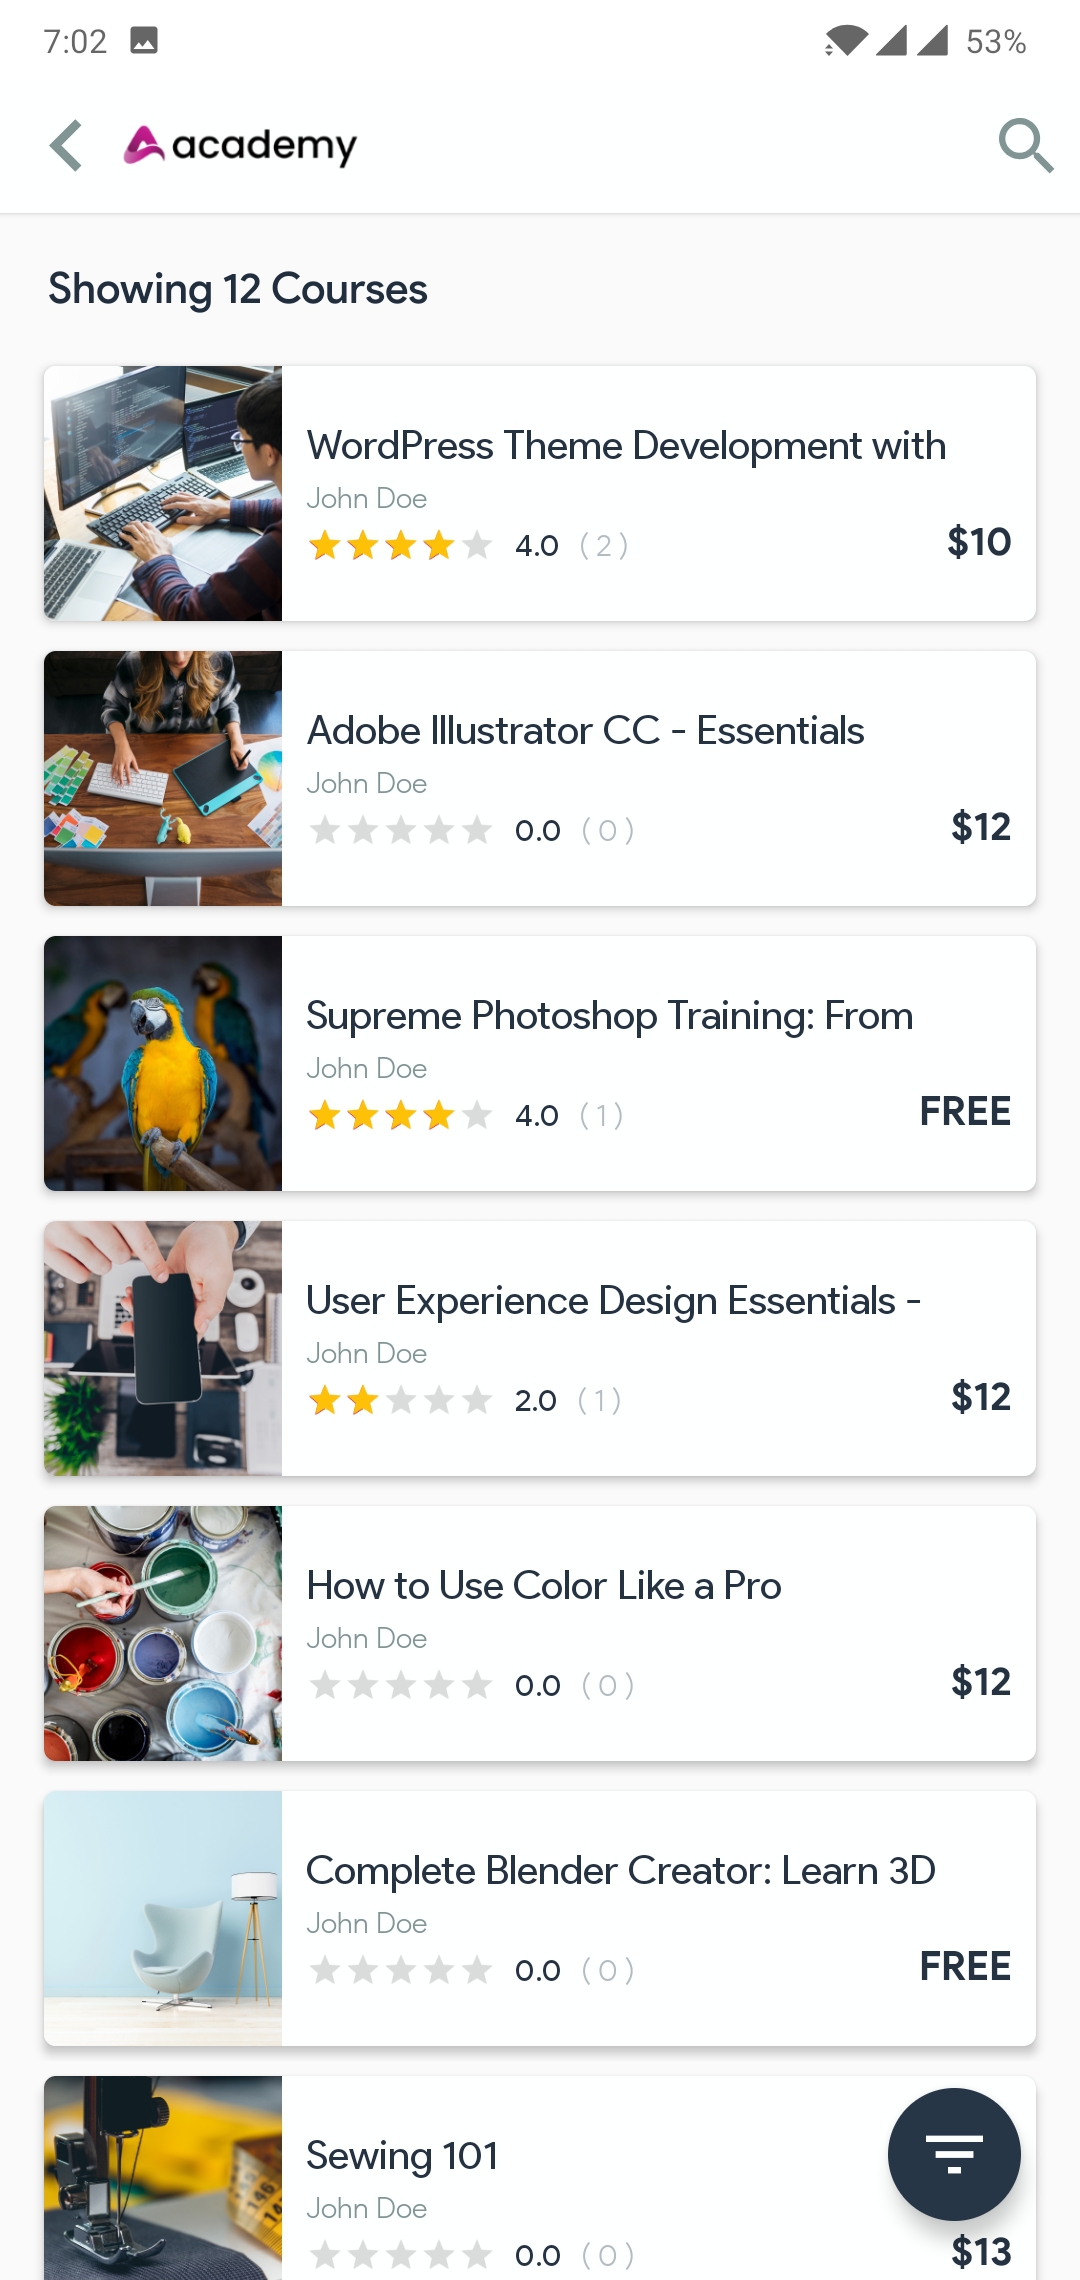 7:02
53%
academy
Showing 12 Courses
WordPress Theme Development with
John Doe
4.0 ( 2 )
$10
Adobe Illustrator CC - Essentials
John Doe
0.0 ( 0 )
$12
Supreme Photoshop Training: From
John Doe
4.0 ( 1 )
FREE
User Experience Design Essentials -
John Doe
2.0 ( 1 )
$12
How to Use Color Like a Pro
John Doe
0.0 ( 0 )
$12
Complete Blender Creator: Learn 3D
John Doe
0.0 ( 0 )
FREE
Sewing 101
John Doe
0.0 ( 0 )
$13